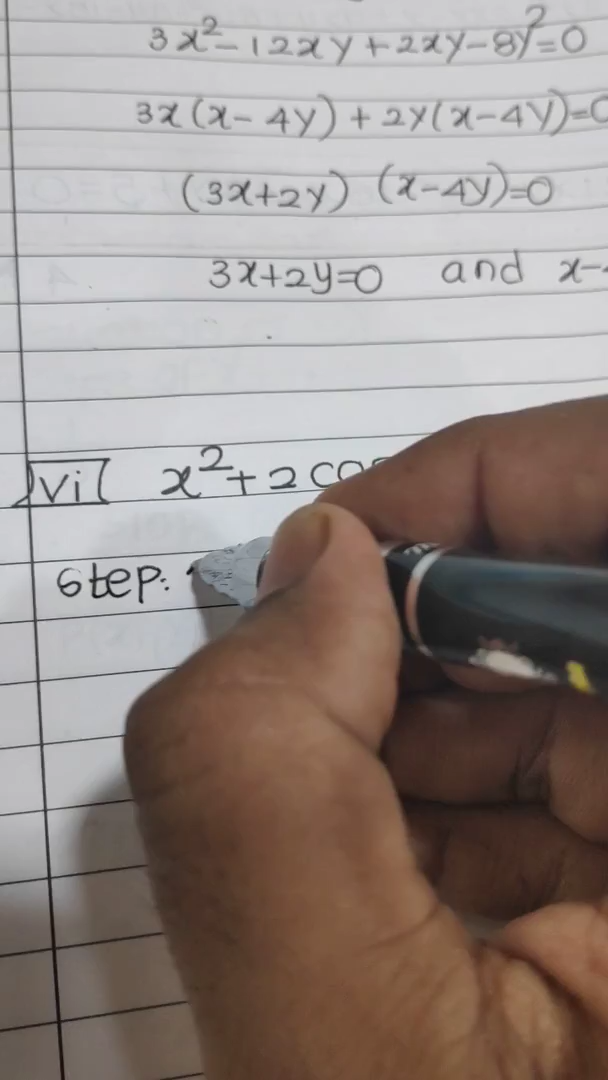 3x²-12xy+2xy-8y²=0
3x(x-4y)+2y(x-4y)=0
(3x+2y) (x-4y)=0
3x+2y=0 and x-
vi x²+2cos
Step: